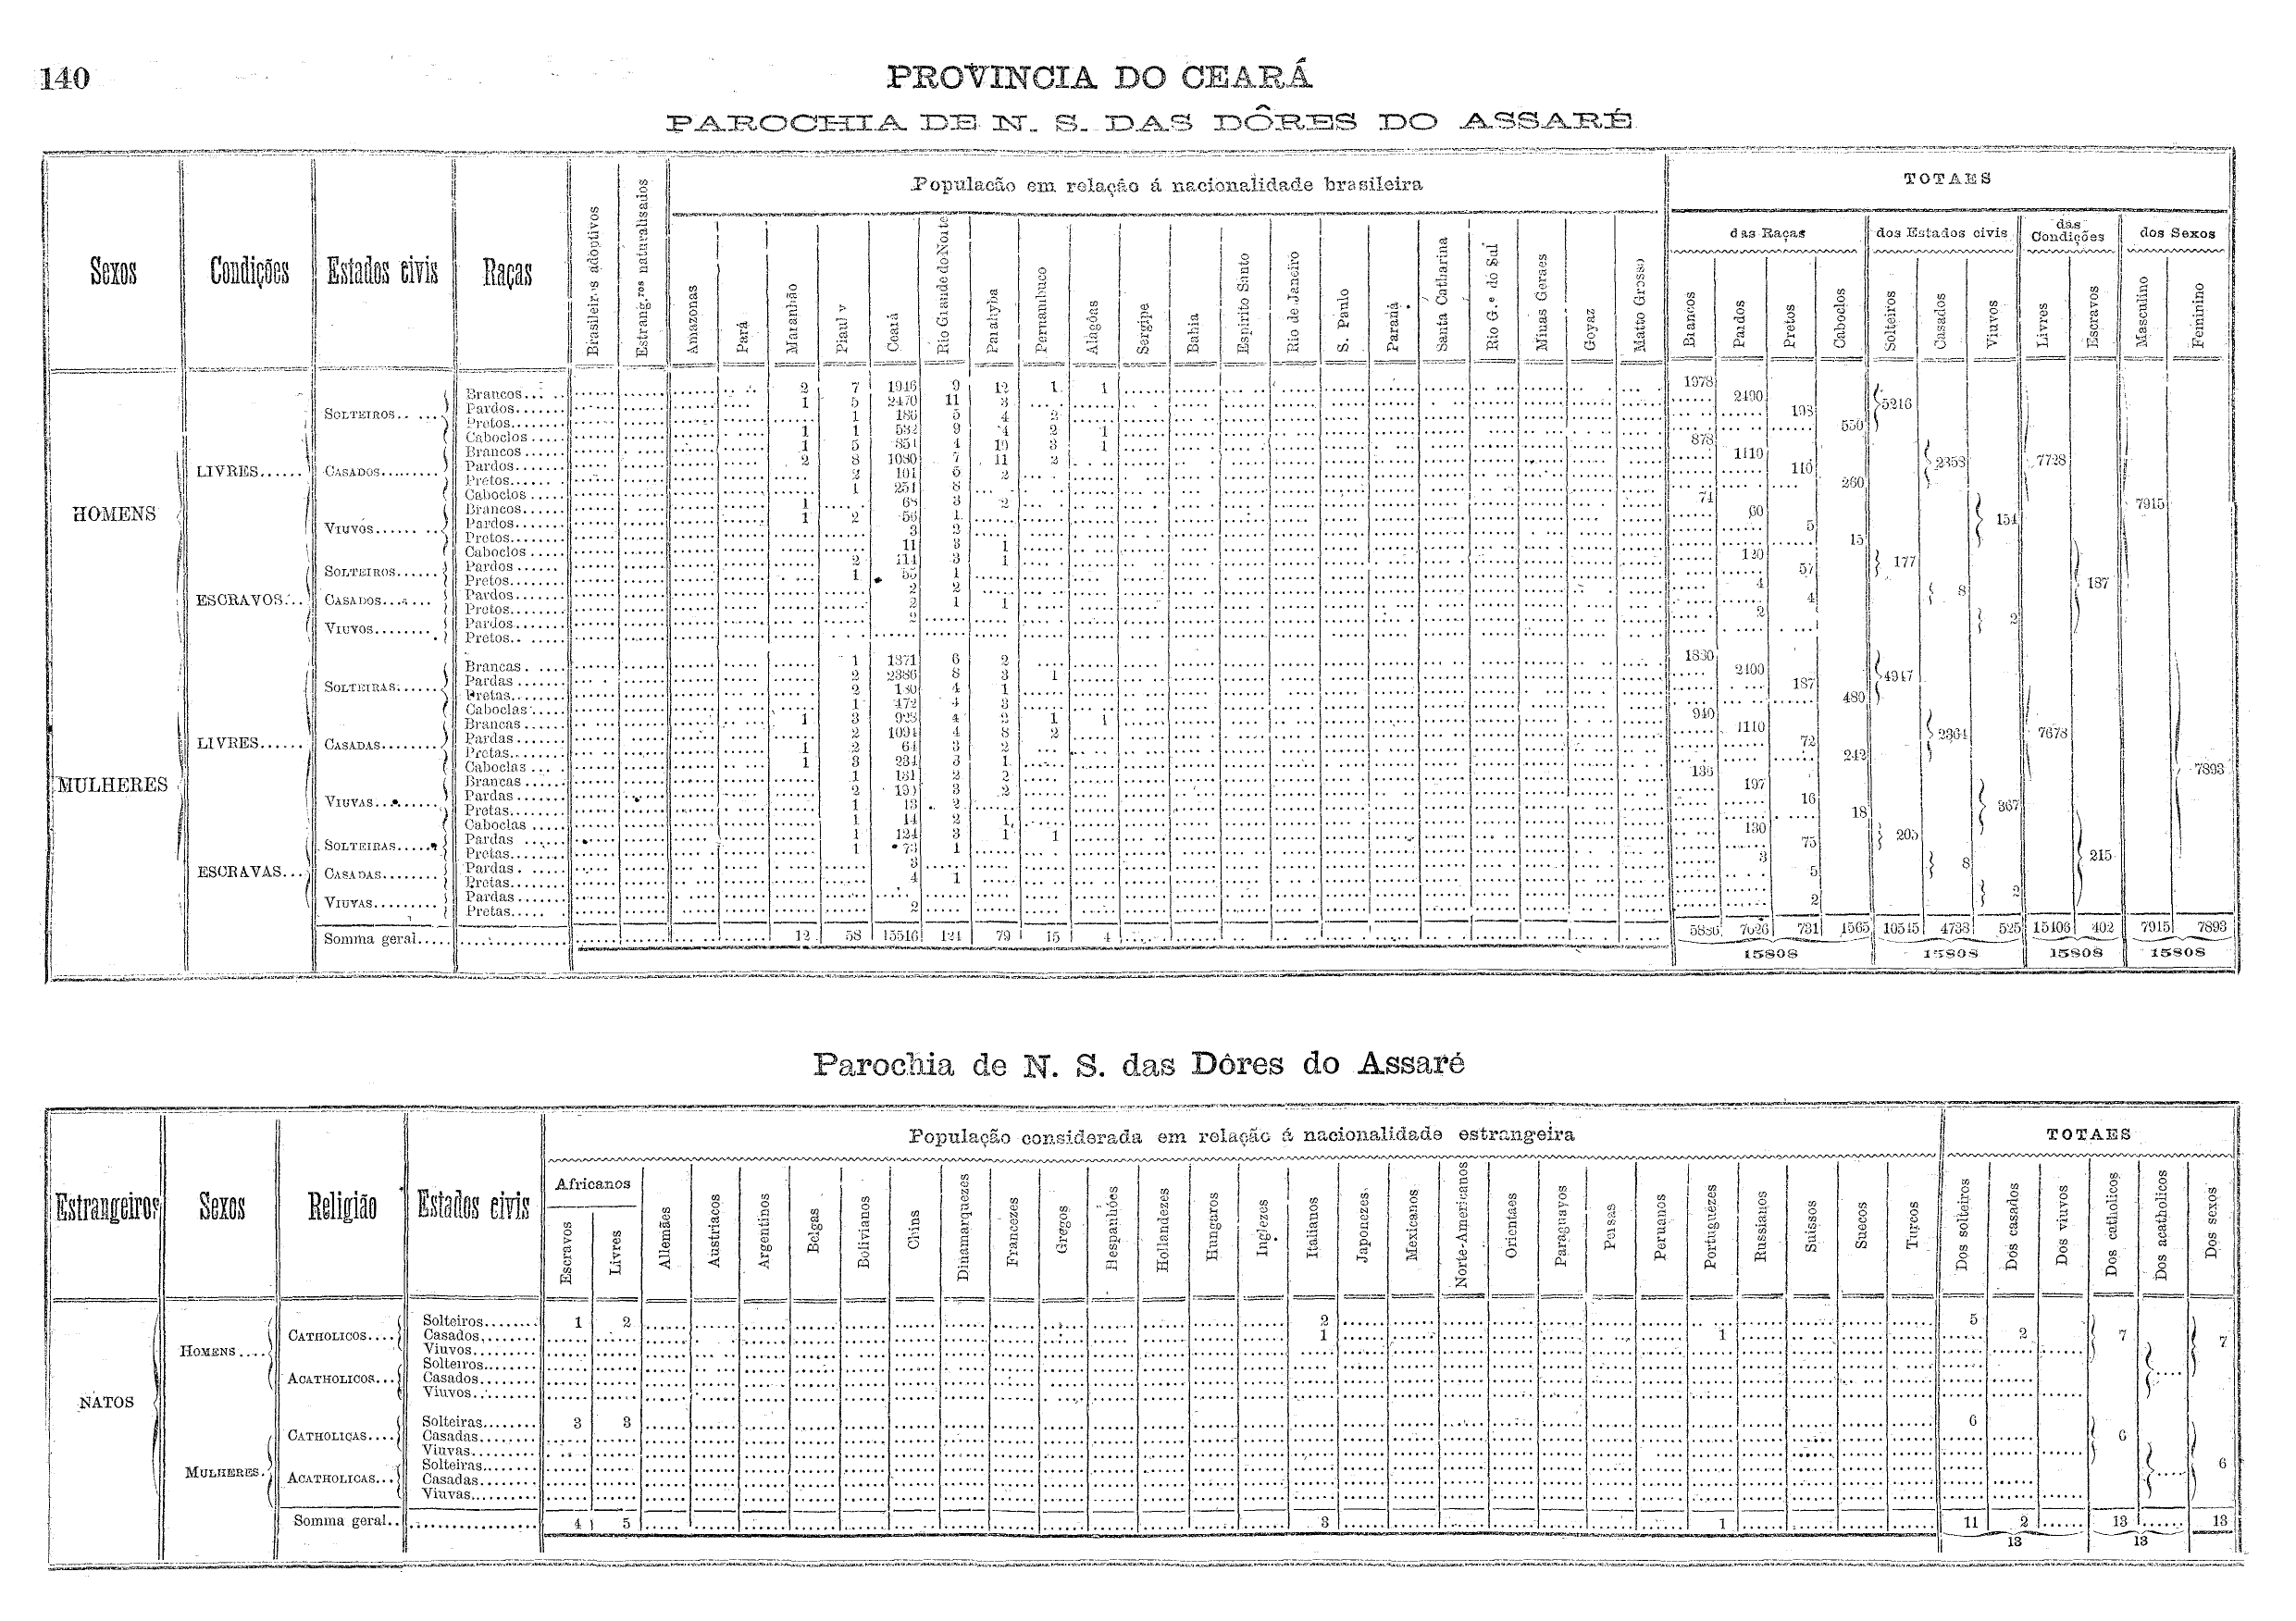 140
PROVINCIA DO CEARÁ
PAROCHIA DE N. S. DAS DÔRES DO ASSARÉ
Sexos Condições Estados civis Raças Brasileiros adoptivos Estrang.ros naturalisados População em relação á nacionalidade brasileira TOTAES
Amazonas Pará Maranhão Piauhy Ceará Rio Grande do Norte Parahyba Pernambuco Alagôas Sergipe Bahia Espirito Santo Rio de Janeiro S. Paulo Paraná Santa Catharina Rio G.e do Sul Minas Geraes Goyaz Matto Grosso
das Raças dos Estados civis das Condições dos Sexos
Brancos Pardos Pretos Caboclos Solteiros Casados Viuvos Livres Escravos Masculino Feminino
HOMENS
LIVRES
SOLTEIROS
Brancos 2 7 1946 9 12 1 1 1978
Pardos 1 5 2470 11 3 2490
Pretos 1 186 5 4 2 198
Caboclos 1 1 532 9 4 2 1 550
5216
CASADOS
Brancos 1 5 851 4 19 3 1 878
Pardos 2 8 1080 7 11 2 1110
Pretos 2 101 5 2 110
Caboclos 1 251 8 260
2358 7728
VIUVOS
Brancos 1 68 3 2 74
Pardos 1 2 56 1 60
Pretos 3 2 5
Caboclos 11 3 1 15
154 7915
ESCRAVOS
SOLTEIROS
Pardos 2 114 3 1 120
Pretos 1 55 1 57
177
CASADOS
Pardos 2 2 4
Pretos 2 1 1 4
8 187
VIUVOS
Pardos 2 2
Pretos
2
MULHERES
LIVRES
SOLTEIRAS
Brancas 1 1871 6 2 1880
Pardas 2 2386 8 3 1 2400
Pretas 2 180 4 1 187
Caboclas 1 472 4 3 480
4947
CASADAS
Brancas 1 3 928 4 2 1 1 940
Pardas 2 1094 4 8 2 1110
Pretas 1 2 64 3 2 72
Caboclas 1 3 234 3 1 242
2364 7678
VIUVAS
Brancas 1 131 2 2 136
Pardas 2 190 3 2 197
Pretas 1 13 2 16
Caboclas 1 14 2 1 18
367 7893
ESCRAVAS
SOLTEIRAS
Pardas 1 124 3 1 1 130
Pretas 1 73 1 75
205
CASADAS
Pardas 3 3
Pretas 4 1 5
8 215
VIUVAS
Pardas
Pretas 2 2
2
Somma geral 12 58 15516 124 79 15 4 5886 7626 731 1565 10545 4738 525 15406 402 7915 7893
15808 15808 15808 15808
Parochia de N. S. das Dôres do Assaré
Estrangeiros Sexos Religião Estados civis População considerada em relação á nacionalidade estrangeira TOTAES
Africanos
Escravos Livres Allemães Austriacos Argentinos Belgas Bolivianos Chins Dinamarquezes Francezes Gregos Hespanhóes Hollandezes Hungaros Inglezes Italianos Japonezes Mexicanos Norte-Americanos Orientaes Paraguayos Persas Peruanos Portuguezes Russianos Suissos Suecos Turcos Dos solteiros Dos casados Dos viuvos Dos catholicos Dos acatholicos Dos sexos
NATOS
HOMENS
CATHOLICOS
Solteiros 1 2 2 5
Casados 1 1 2
Viuvos
7 7
ACATHOLICOS
Solteiros
Casados
Viuvos
MULHERES
CATHOLICAS
Solteiras 3 3 6
Casadas
Viuvas
6 6
ACATHOLICAS
Solteiras
Casadas
Viuvas
Somma geral 4 5 3 1 11 2 13 13
13 13